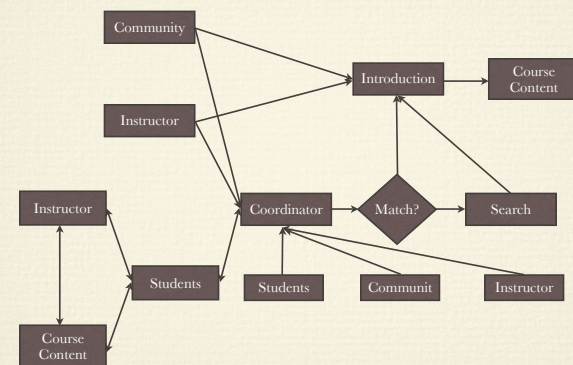 Community
Introduction
Course
Content
Instructor
Instructor
Coordinator
Match?
Search
Students
Students
Communit
Instructor
Course
Content